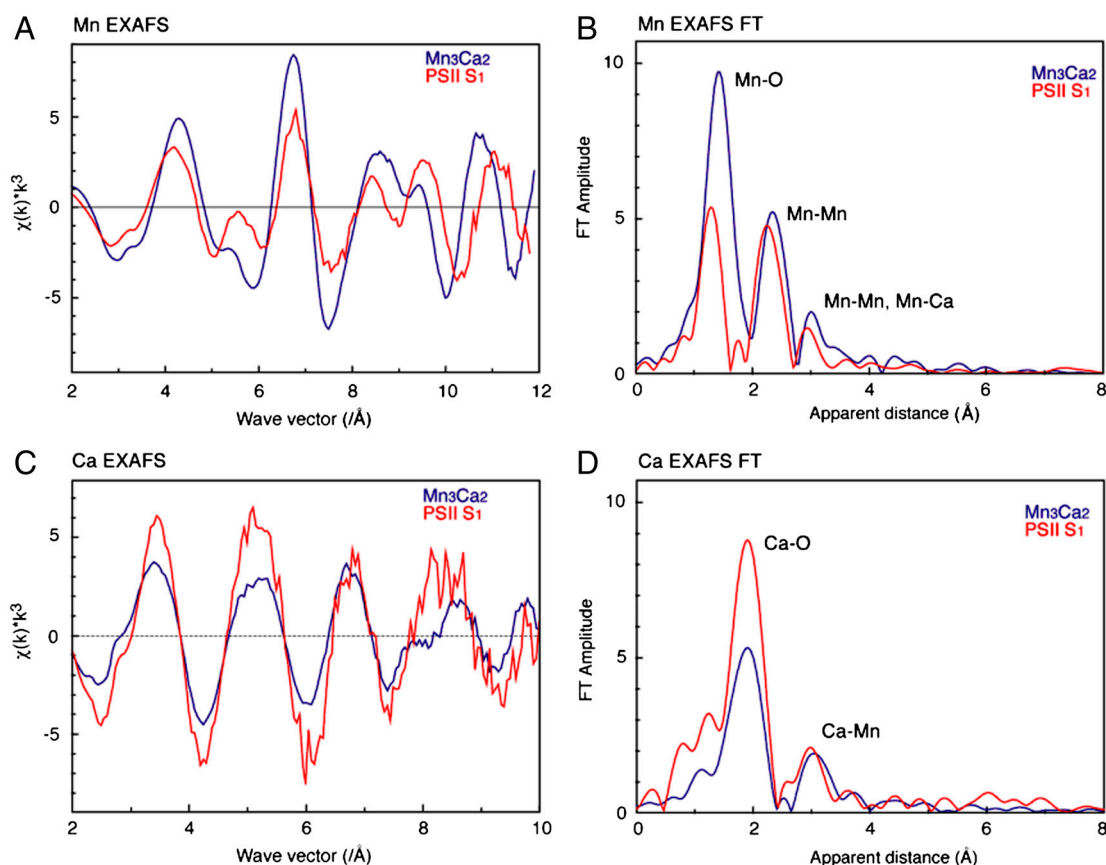 A Mn EXAFS
Mn3Ca2
PSII S1
5
0
-5
χ(k)*k³
2 4 6 8 10 12
Wave vector (/Å)
B Mn EXAFS FT
Mn3Ca2
PSII S1
Mn-O
Mn-Mn
Mn-Mn, Mn-Ca
10
5
0
FT Amplitude
0 2 4 6 8
Apparent distance (Å)
C Ca EXAFS
Mn3Ca2
PSII S1
5
0
-5
χ(k)*k³
2 4 6 8 10
Wave vector (/Å)
D Ca EXAFS FT
Mn3Ca2
PSII S1
Ca-O
Ca-Mn
10
5
0
FT Amplitude
0 2 4 6 8
Apparent distance (Å)